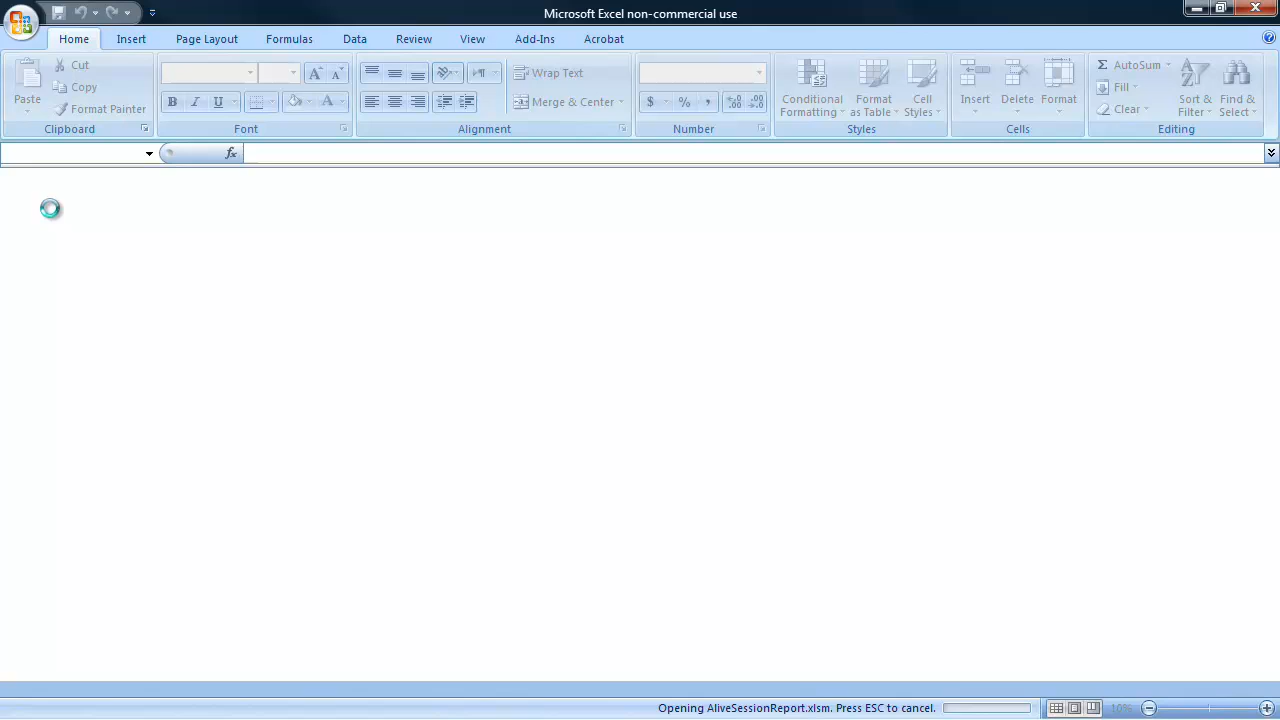 Microsoft Excel non-commercial use
Home Insert Page Layout Formulas Data Review View Add-Ins Acrobat
Paste
Cut
Copy
Format Painter
Clipboard
A A
B I U A
Font
Wrap Text
Merge & Center
Alignment
$ % ,
Number
Conditional Formatting
Format as Table
Cell Styles
Styles
Insert
Delete
Format
Cells
Σ AutoSum
Fill
Clear
Sort & Filter
Find & Select
Editing
fx
Opening AliveSessionReport.xlsm. Press ESC to cancel.
10%